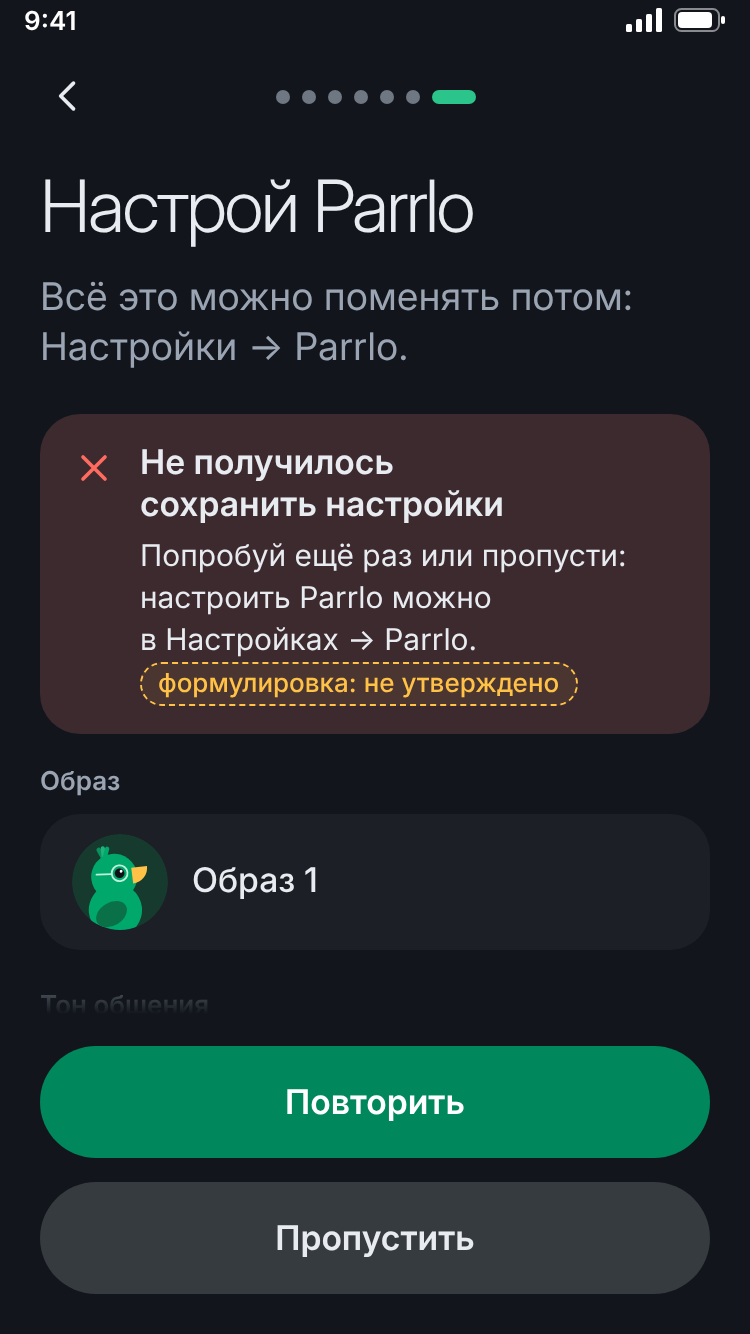 9:41
Настрой Parrlo
Всё это можно поменять потом:
Настройки → Parrlo.
Не получилось
сохранить настройки
Попробуй ещё раз или пропусти:
настроить Parrlo можно
в Настройках → Parrlo.
формулировка: не утверждено
Образ
Образ 1
Тон общения
Повторить
Пропустить